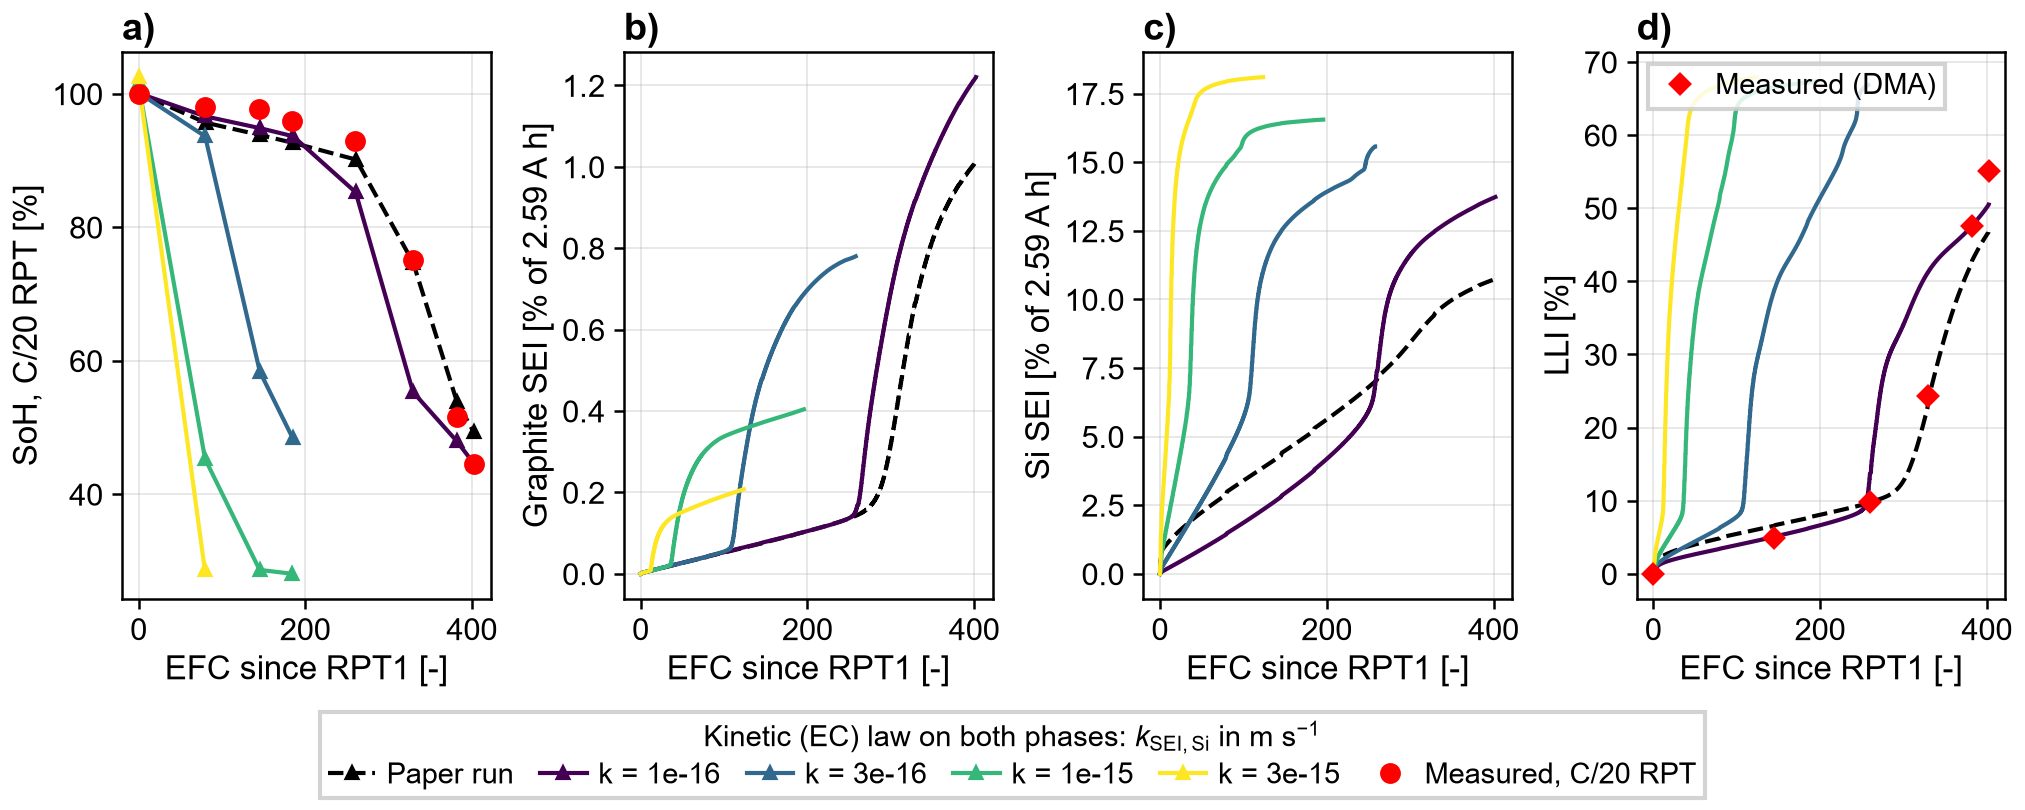 a)
b)
c)
d)
SoH, C/20 RPT [%]
100
80
60
40
0
200
400
EFC since RPT1 [-]
Graphite SEI [% of 2.59 A h]
1.2
1.0
0.8
0.6
0.4
0.2
0.0
0
200
400
EFC since RPT1 [-]
Si SEI [% of 2.59 A h]
17.5
15.0
12.5
10.0
7.5
5.0
2.5
0.0
0
200
400
EFC since RPT1 [-]
LLI [%]
70
60
50
40
30
20
10
0
0
200
400
EFC since RPT1 [-]
Measured (DMA)
Kinetic (EC) law on both phases: k_SEI, Si in m s⁻¹
Paper run
k = 1e-16
k = 3e-16
k = 1e-15
k = 3e-15
Measured, C/20 RPT